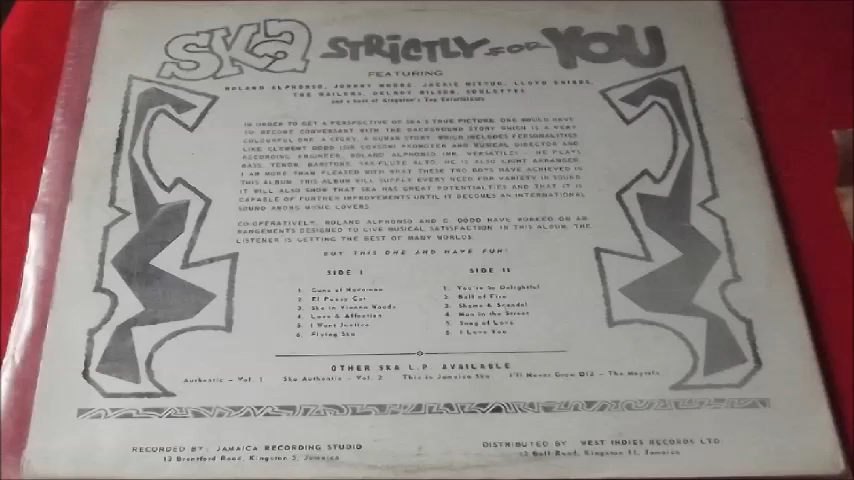 SKa STRICTLY FOR YOU
FEATURING
ROLAND ALPHONSO, JOHNNY MOORE, JACKIE MITTOO, LLOYD
THE WAILERS, DELROY WILSON, SOULETTES
and a host of Kingston's Top Entertainers
IN ORDER TO GET A PERSPECTIVE OF SKA'S TRUE PICTURE, ONE WOULD HAVE
TO BECOME CONVERSANT WITH THE BACKGROUND STORY WHICH IS A VERY
COLOURFUL ONE. A STORY, A HUMAN STORY, WHICH INCLUDES PERSONALITIES
LIKE CLEMENT DODD (SIR COXSON) PROMOTER AND MUSICAL DIRECTOR AND
RECORDING ENGINEER, ROLAND ALPHONSO (MR. VERSATILE) - HE PLAYS
BASS, TENOR, BARITONE, SAX-FLUTE ALTO. HE IS ALSO CHIEF ARRANGER.
I AM MORE THAN PLEASED WITH WHAT THESE TWO BOYS HAVE ACHIEVED IN
THIS ALBUM. THIS ALBUM WILL SUPPLY EVERY NEED FOR VARIETY IN SOUND.
IT WILL ALSO SHOW THAT SKA HAS GREAT POTENTIALITIES AND THAT IT IS
CAPABLE OF FURTHER IMPROVEMENTS UNTIL IT BECOMES AN INTERNATIONAL
SOUND AMONG MUSIC LOVERS.
CO-OPERATIVELY, ROLAND ALPHONSO AND C. DODD HAVE WORKED ON AR-
RANGEMENTS DESIGNED TO GIVE MUSICAL SATISFACTION IN THIS ALBUM. THE
LISTENER IS GETTING THE BEST OF MANY WORLDS.
BUY THIS ONE AND HAVE FUN!
SIDE I SIDE II
1. Guns of Navarone 1. You're So Delightful
2. El Pussy Cat 2. Ball of Fire
3. Ska in Vienna Woods 3. Shame & Scandal
4. Love & Affection 4. Man in the Street
5. I Want Justice 5. Song of Love
6. Flying Ska 6. I Love You
OTHER SKA L.P AVAILABLE
Authentic - Vol. 1 Ska Authentic - Vol. 2 This is Jamaica Ska I'll Never Grow Old - The Maytals
RECORDED BY: JAMAICA RECORDING STUDIO DISTRIBUTED BY WEST INDIES RECORDS LTD.
13 Brentford Road, Kingston 5, Jamaica Bell Road, Kingston 11, Jamaica